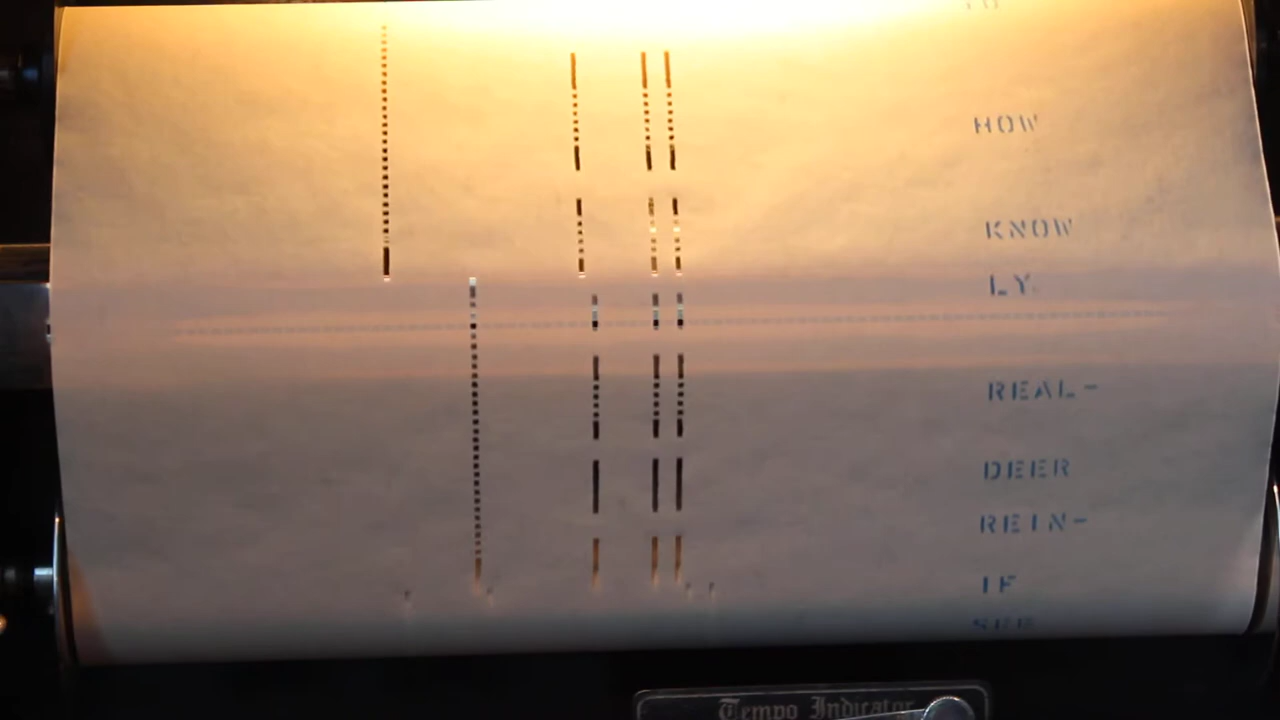 HOW
KNOW
LY
REAL-
DEER
REIN-
IF
Tempo Indicator